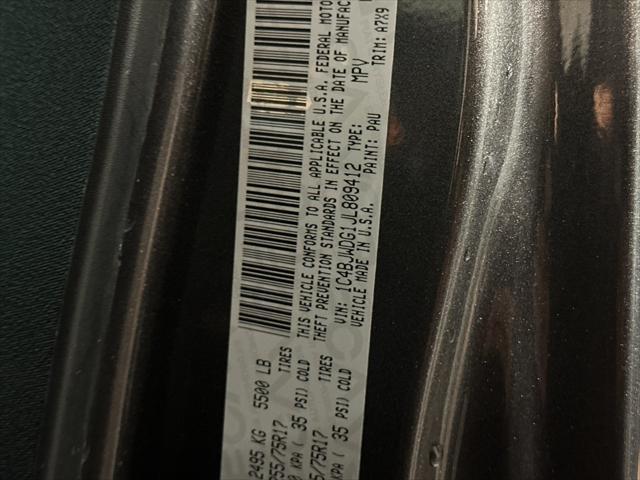 2495 KG 5500 LB
55/75R17 TIRES
KPA ( 35 PSI) COLD
THIS VEHICLE CONFORMS TO ALL APPLICABLE U.S.A. FEDERAL MOTO
THEFT PREVENTION STANDARDS IN EFFECT ON THE DATE OF MANUFAC
5/75R17 TIRES
KPA ( 35 PSI) COLD
VIN: 1C4BJWDG1JL809412 TYPE: MPV
VEHICLE MADE IN U.S.A. PAINT: PAU TRIM: A7X9